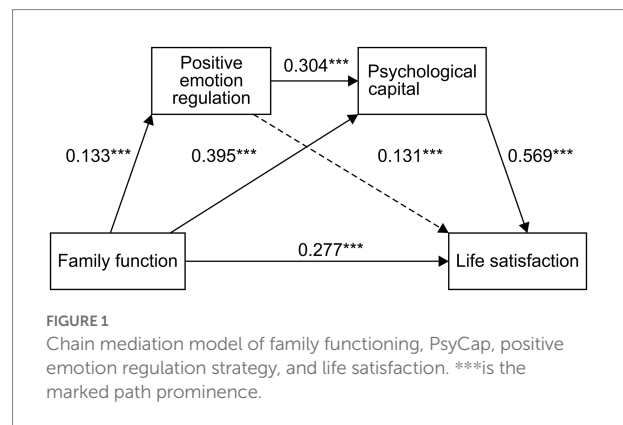 Positive
emotion
regulation
0.304***
Psychological
capital
0.133***
0.395***
0.131***
0.569***
Family function
0.277***
Life satisfaction
FIGURE 1
Chain mediation model of family functioning, PsyCap, positive
emotion regulation strategy, and life satisfaction. ***is the
marked path prominence.